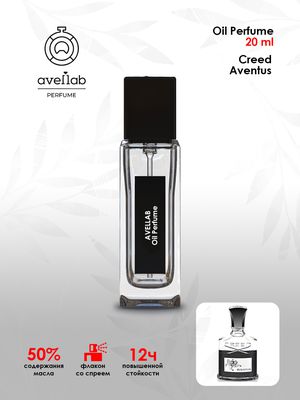 avellab
PERFUME
Oil Perfume
20 ml
Creed
Aventus
AVELLAB
Oil Perfume
50%
содержания
масла
флакон
со спреем
12ч
повышенной
стойкости